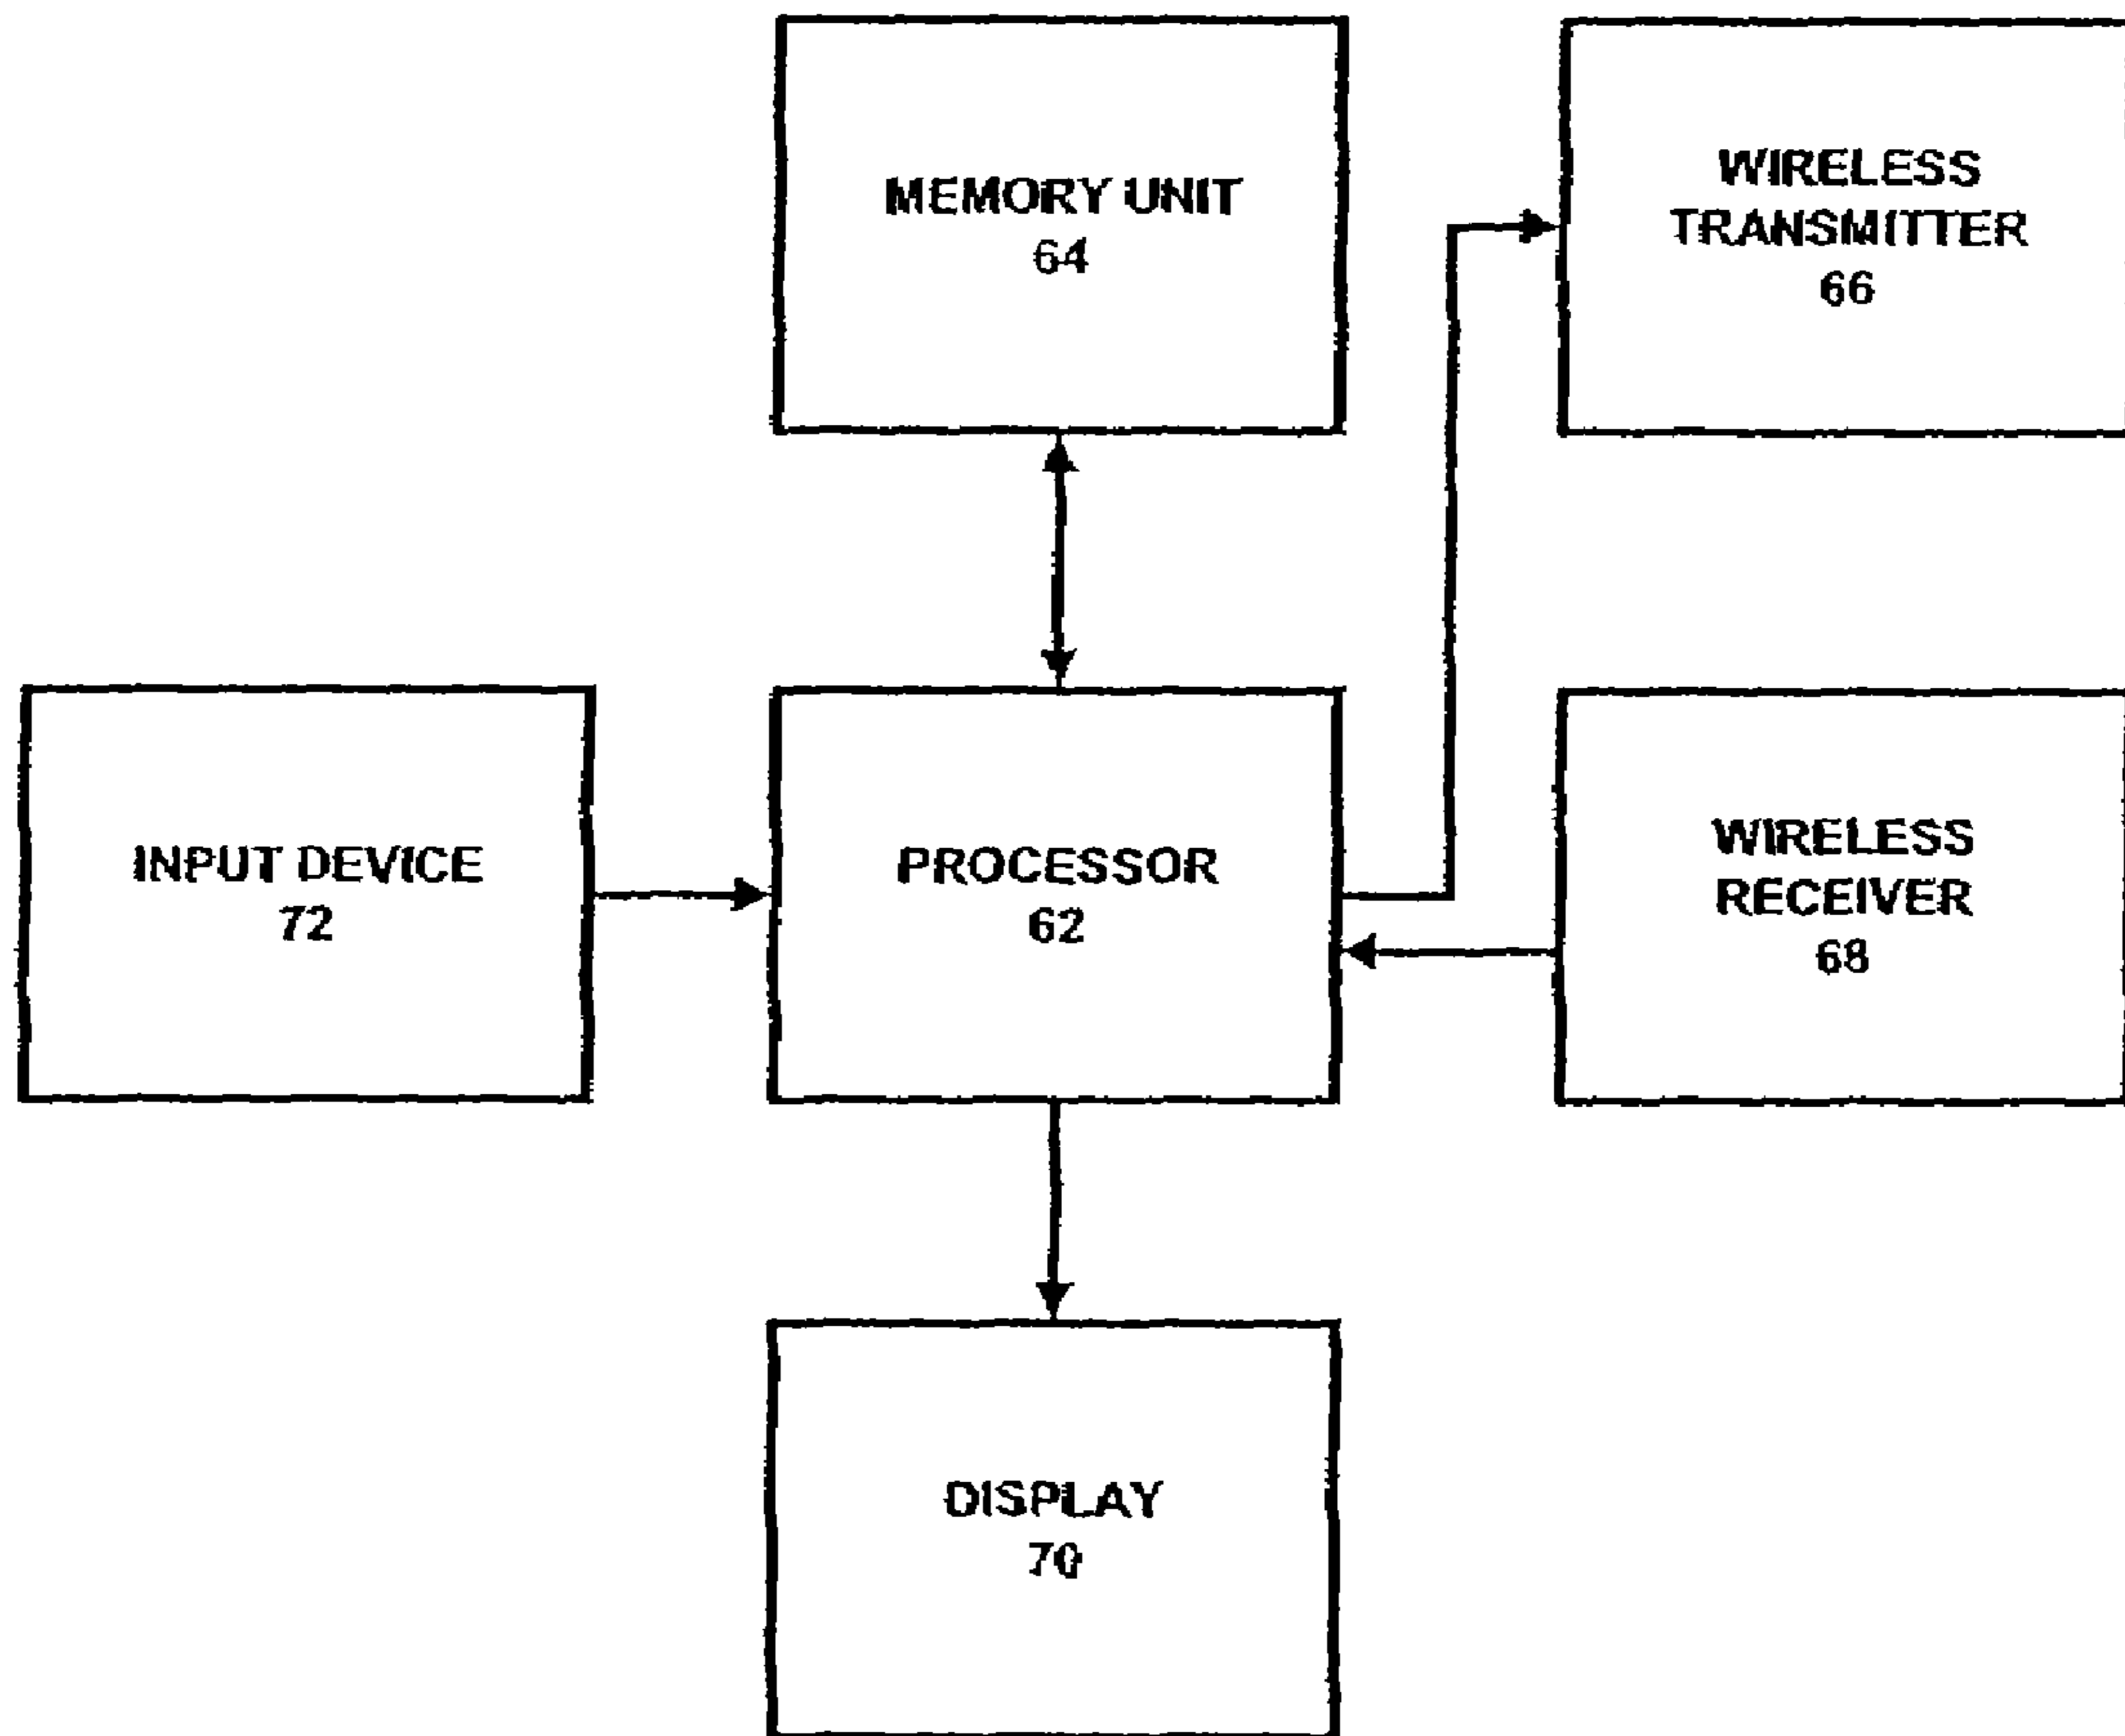 MEMORY UNIT
64
WIRELESS
TRANSMITTER
66
INPUT DEVICE
72
PROCESSOR
62
WIRELESS
RECEIVER
68
DISPLAY
70